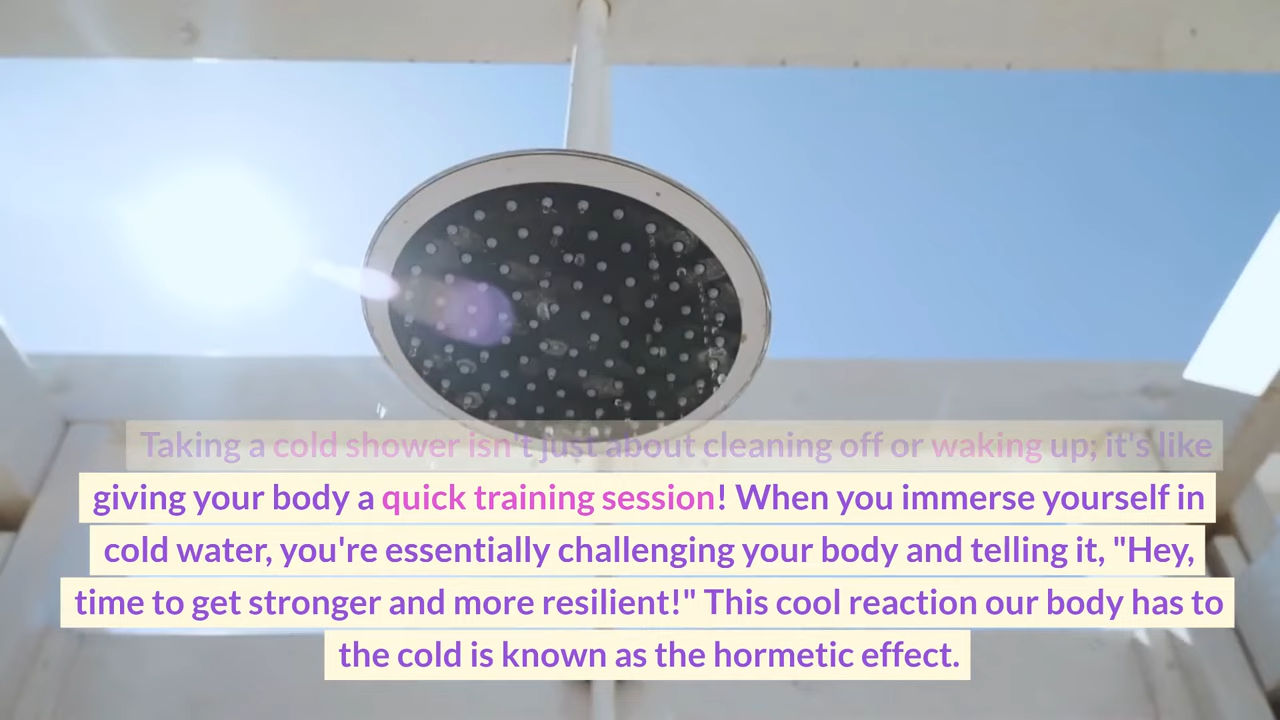 Taking a cold shower isn't just about cleaning off or waking up; it's like
giving your body a quick training session! When you immerse yourself in
cold water, you're essentially challenging your body and telling it, "Hey,
time to get stronger and more resilient!" This cool reaction our body has to
the cold is known as the hormetic effect.